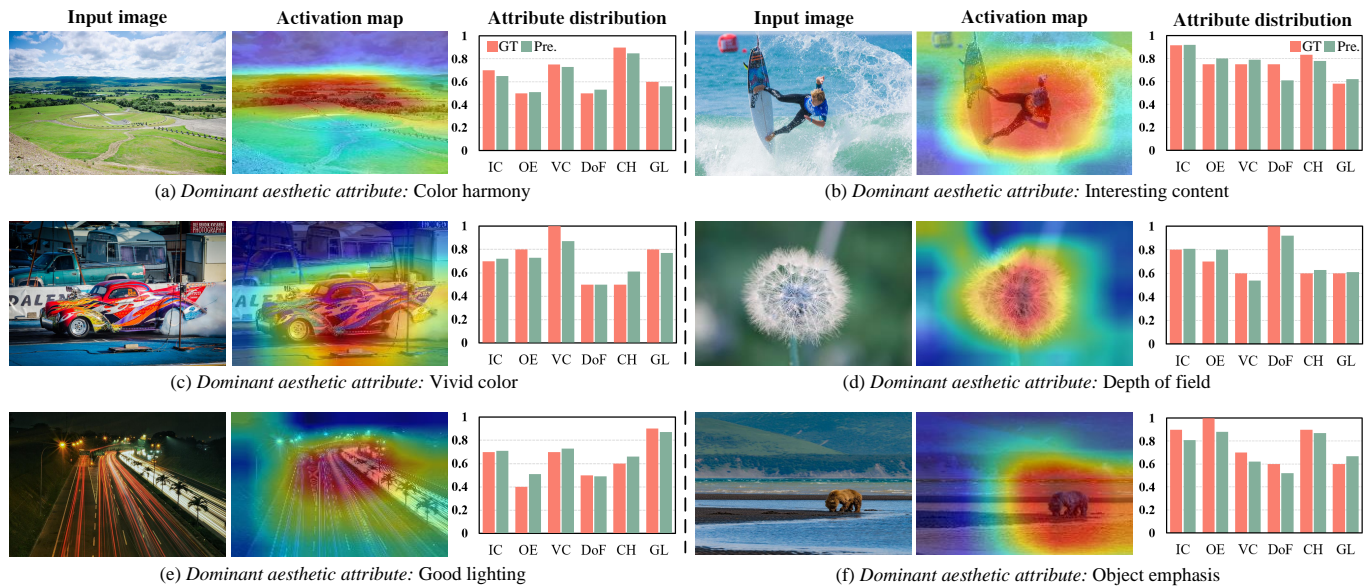 Input image Activation map Attribute distribution Input image Activation map Attribute distribution
GT Pre.
1
0.8
0.6
0.4
0.2
0
IC OE VC DoF CH GL
GT Pre.
1
0.8
0.6
0.4
0.2
0
IC OE VC DoF CH GL
(a) Dominant aesthetic attribute: Color harmony
(b) Dominant aesthetic attribute: Interesting content
PHOTOGRAPHY
DALEN
1
0.8
0.6
0.4
0.2
0
IC OE VC DoF CH GL
1
0.8
0.6
0.4
0.2
0
IC OE VC DoF CH GL
(c) Dominant aesthetic attribute: Vivid color
(d) Dominant aesthetic attribute: Depth of field
1
0.8
0.6
0.4
0.2
0
IC OE VC DoF CH GL
1
0.8
0.6
0.4
0.2
0
IC OE VC DoF CH GL
(e) Dominant aesthetic attribute: Good lighting
(f) Dominant aesthetic attribute: Object emphasis